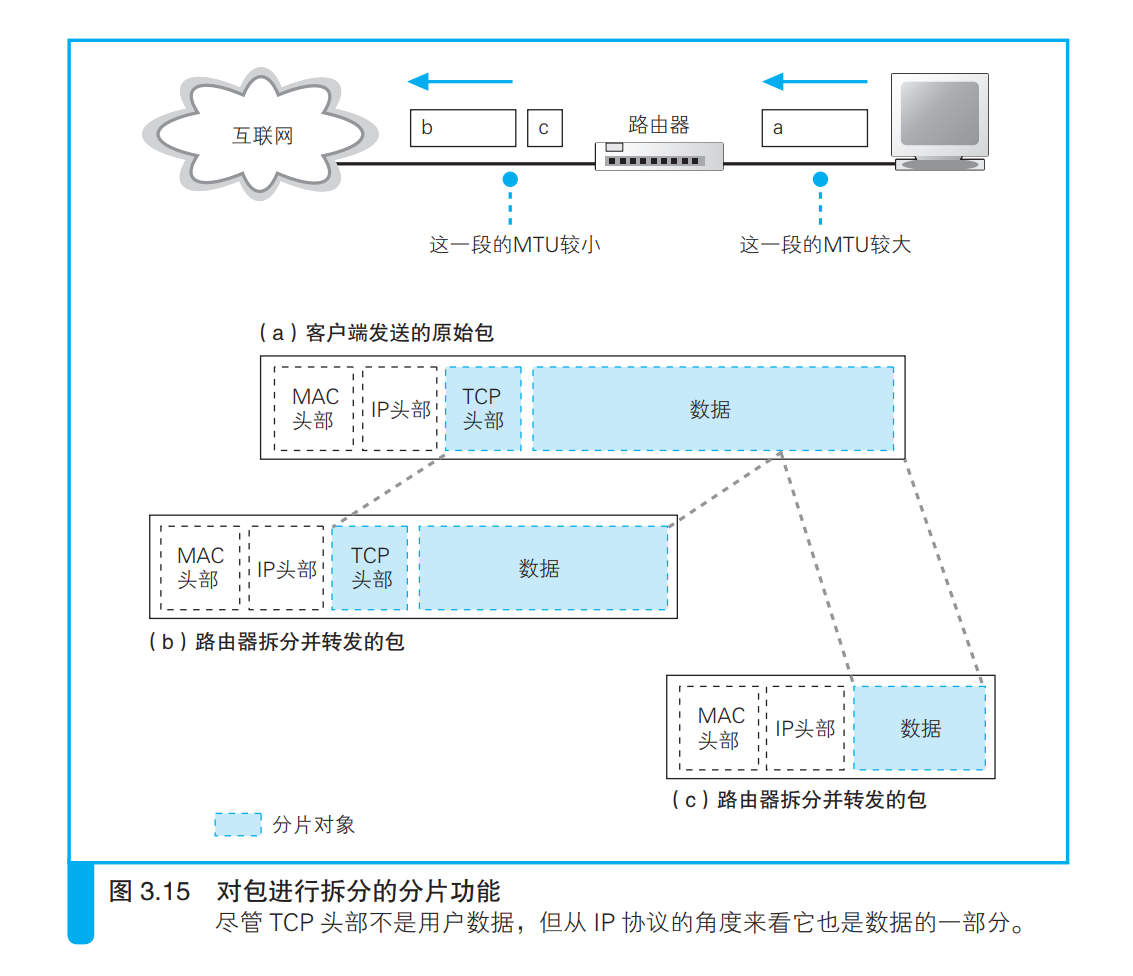 互联网
b
c
路由器
a
这一段的MTU较小
这一段的MTU较大
（a）客户端发送的原始包
MAC
头部
IP头部
TCP
头部
数据
MAC
头部
IP头部
TCP
头部
数据
（b）路由器拆分并转发的包
MAC
头部
IP头部
数据
（c）路由器拆分并转发的包
分片对象
图 3.15 对包进行拆分的分片功能
尽管 TCP 头部不是用户数据，但从 IP 协议的角度来看它也是数据的一部分。